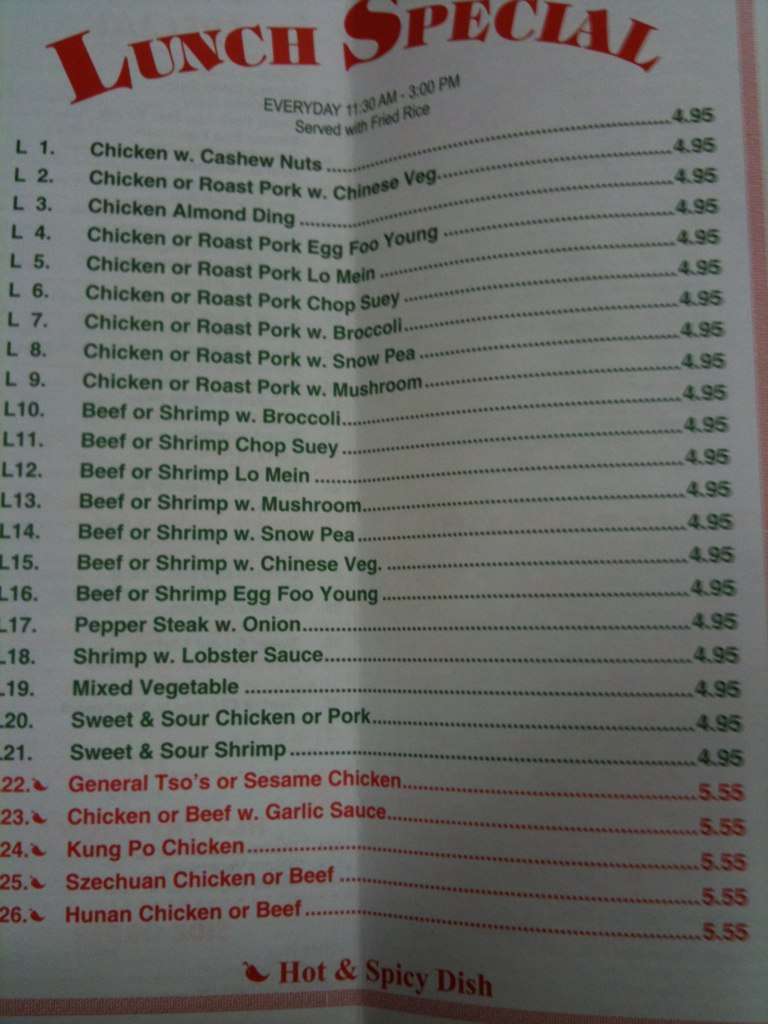 LUNCH SPECIAL
EVERYDAY 11:30 AM - 3:00 PM
Served with Fried Rice
L 1. Chicken w. Cashew Nuts 4.95
L 2. Chicken or Roast Pork w. Chinese Veg. 4.95
L 3. Chicken Almond Ding 4.95
L 4. Chicken or Roast Pork Egg Foo Young 4.95
L 5. Chicken or Roast Pork Lo Mein 4.95
L 6. Chicken or Roast Pork Chop Suey 4.95
L 7. Chicken or Roast Pork w. Broccoli 4.95
L 8. Chicken or Roast Pork w. Snow Pea 4.95
L 9. Chicken or Roast Pork w. Mushroom 4.95
L10. Beef or Shrimp w. Broccoli 4.95
L11. Beef or Shrimp Chop Suey 4.95
L12. Beef or Shrimp Lo Mein 4.95
L13. Beef or Shrimp w. Mushroom 4.95
L14. Beef or Shrimp w. Snow Pea 4.95
L15. Beef or Shrimp w. Chinese Veg. 4.95
L16. Beef or Shrimp Egg Foo Young 4.95
L17. Pepper Steak w. Onion 4.95
L18. Shrimp w. Lobster Sauce 4.95
L19. Mixed Vegetable 4.95
L20. Sweet & Sour Chicken or Pork 4.95
L21. Sweet & Sour Shrimp 4.95
22. General Tso's or Sesame Chicken 5.55
23. Chicken or Beef w. Garlic Sauce 5.55
24. Kung Po Chicken 5.55
25. Szechuan Chicken or Beef 5.55
26. Hunan Chicken or Beef 5.55
Hot & Spicy Dish